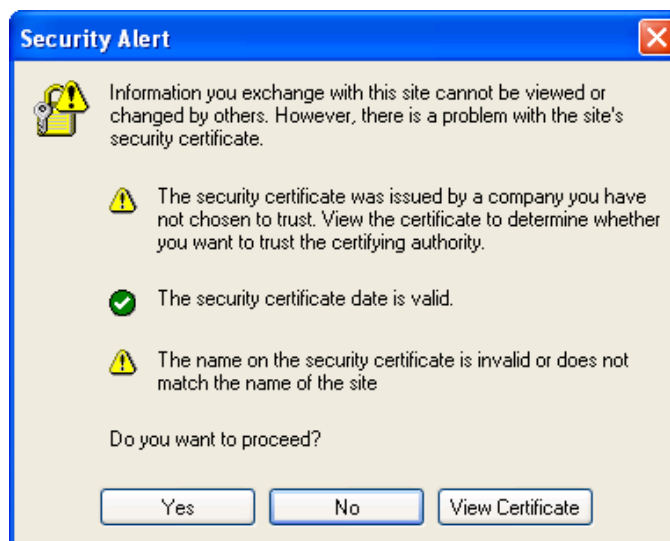 Security Alert
Information you exchange with this site cannot be viewed or
changed by others. However, there is a problem with the site's
security certificate.
The security certificate was issued by a company you have
not chosen to trust. View the certificate to determine whether
you want to trust the certifying authority.
The security certificate date is valid.
The name on the security certificate is invalid or does not
match the name of the site
Do you want to proceed?
Yes No View Certificate